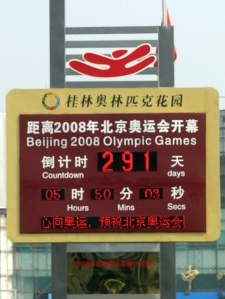 桂林奥林匹克花园
距离2008年北京奥运会开幕
Beijing 2008 Olympic Games
倒计时 291 天
Countdown days
05 时 50 分 03 秒
Hours Mins Secs
心向奥运，预祝北京奥运会